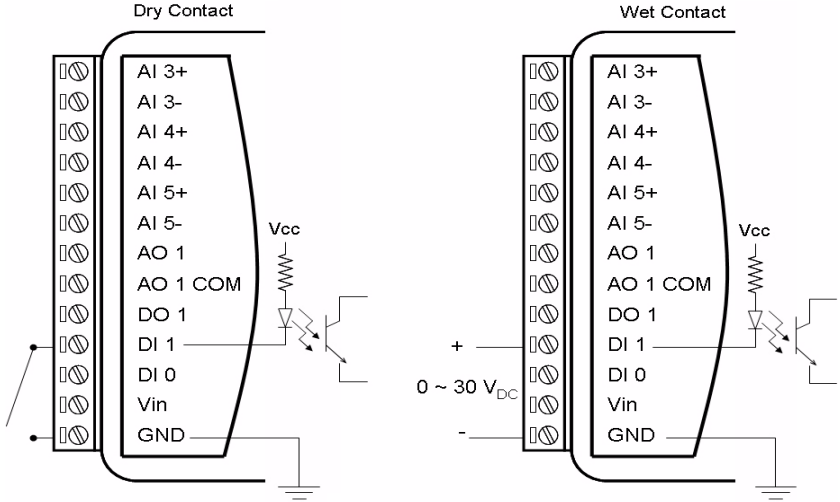 Dry Contact
AI 3+
AI 3-
AI 4+
AI 4-
AI 5+
AI 5-
AO 1
AO 1 COM
DO 1
DI 1
DI 0
Vin
GND
Vcc
Wet Contact
AI 3+
AI 3-
AI 4+
AI 4-
AI 5+
AI 5-
AO 1
AO 1 COM
DO 1
DI 1
DI 0
Vin
GND
Vcc
+
0 ~ 30 VDC
-